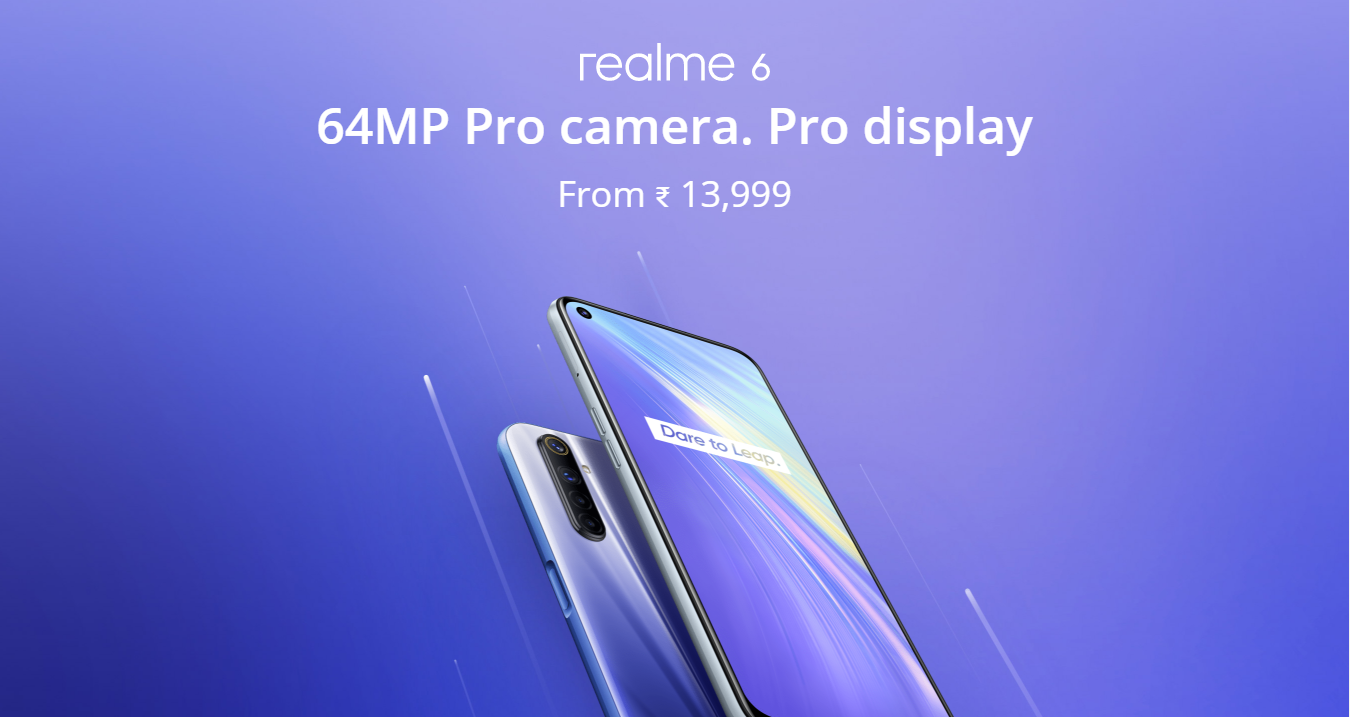 realme 6
64MP Pro camera. Pro display
From ₹ 13,999
Dare to Leap.